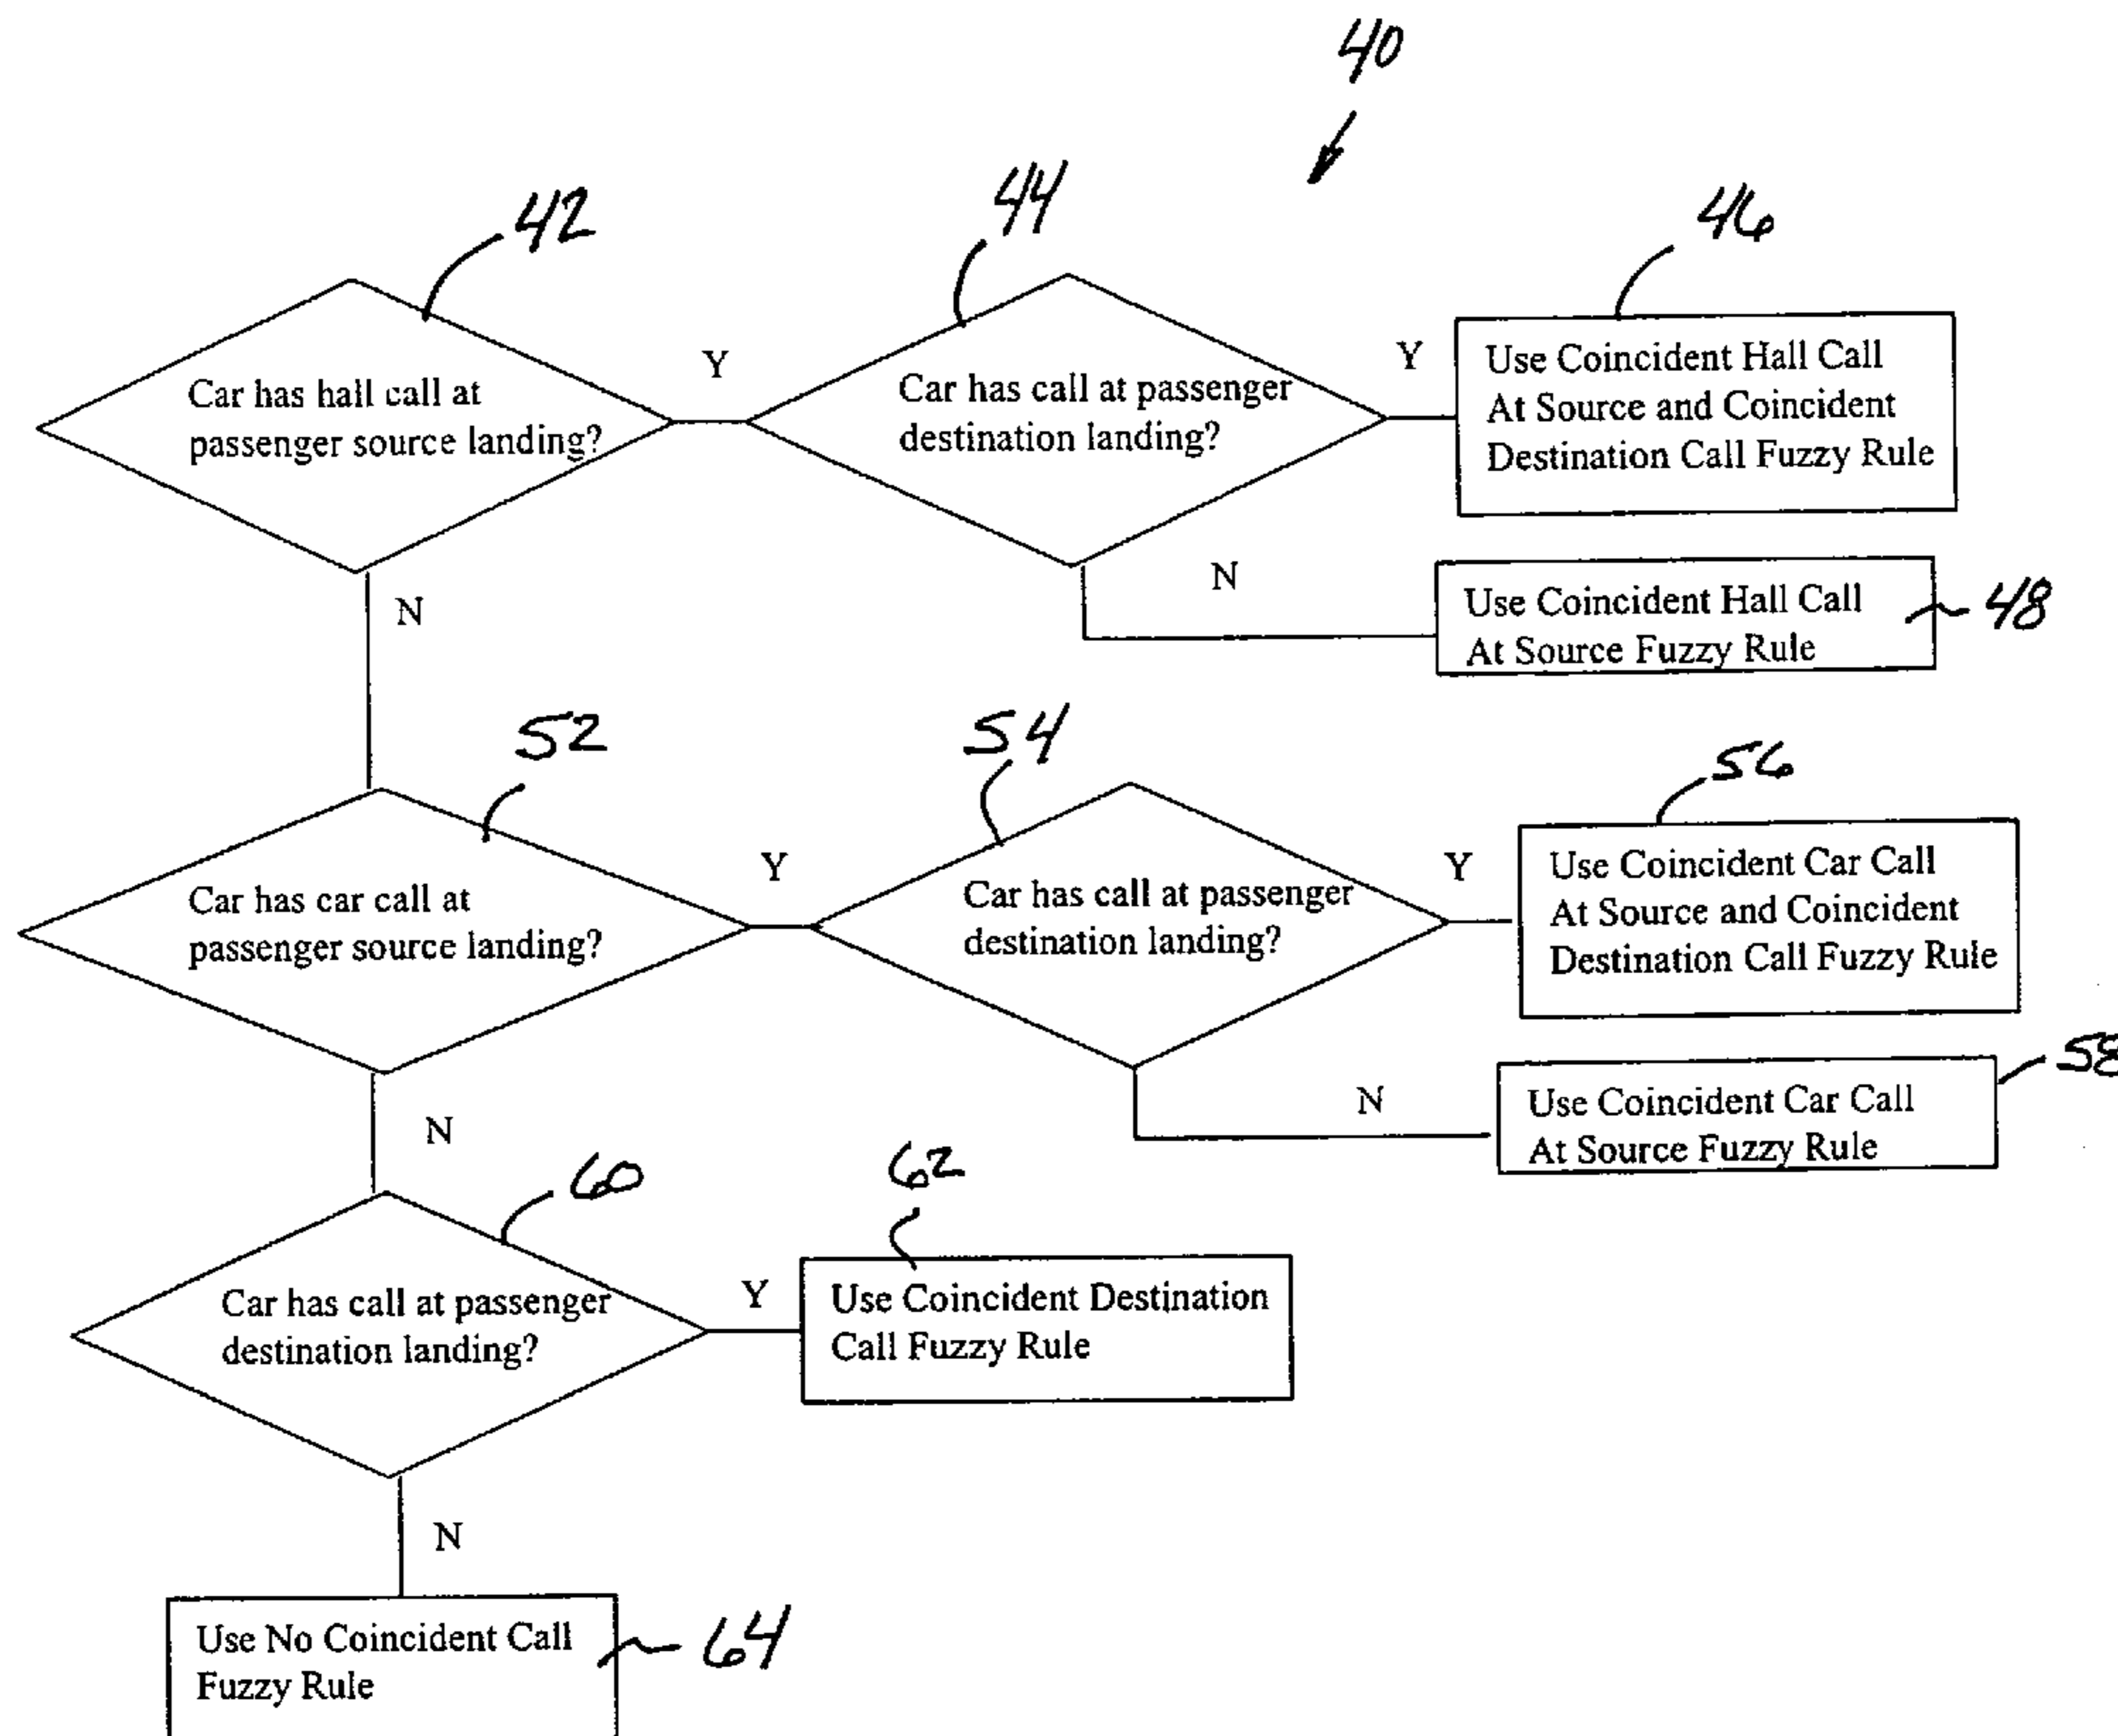 40
42
44
46
Car has hall call at
passenger source landing?
Y
Car has call at passenger
destination landing?
Y
Use Coincident Hall Call
At Source and Coincident
Destination Call Fuzzy Rule
N
N
Use Coincident Hall Call
At Source Fuzzy Rule
48
52
54
56
Car has car call at
passenger source landing?
Y
Car has call at passenger
destination landing?
Y
Use Coincident Car Call
At Source and Coincident
Destination Call Fuzzy Rule
N
N
Use Coincident Car Call
At Source Fuzzy Rule
58
60
62
Car has call at passenger
destination landing?
Y
Use Coincident Destination
Call Fuzzy Rule
N
Use No Coincident Call
Fuzzy Rule
64